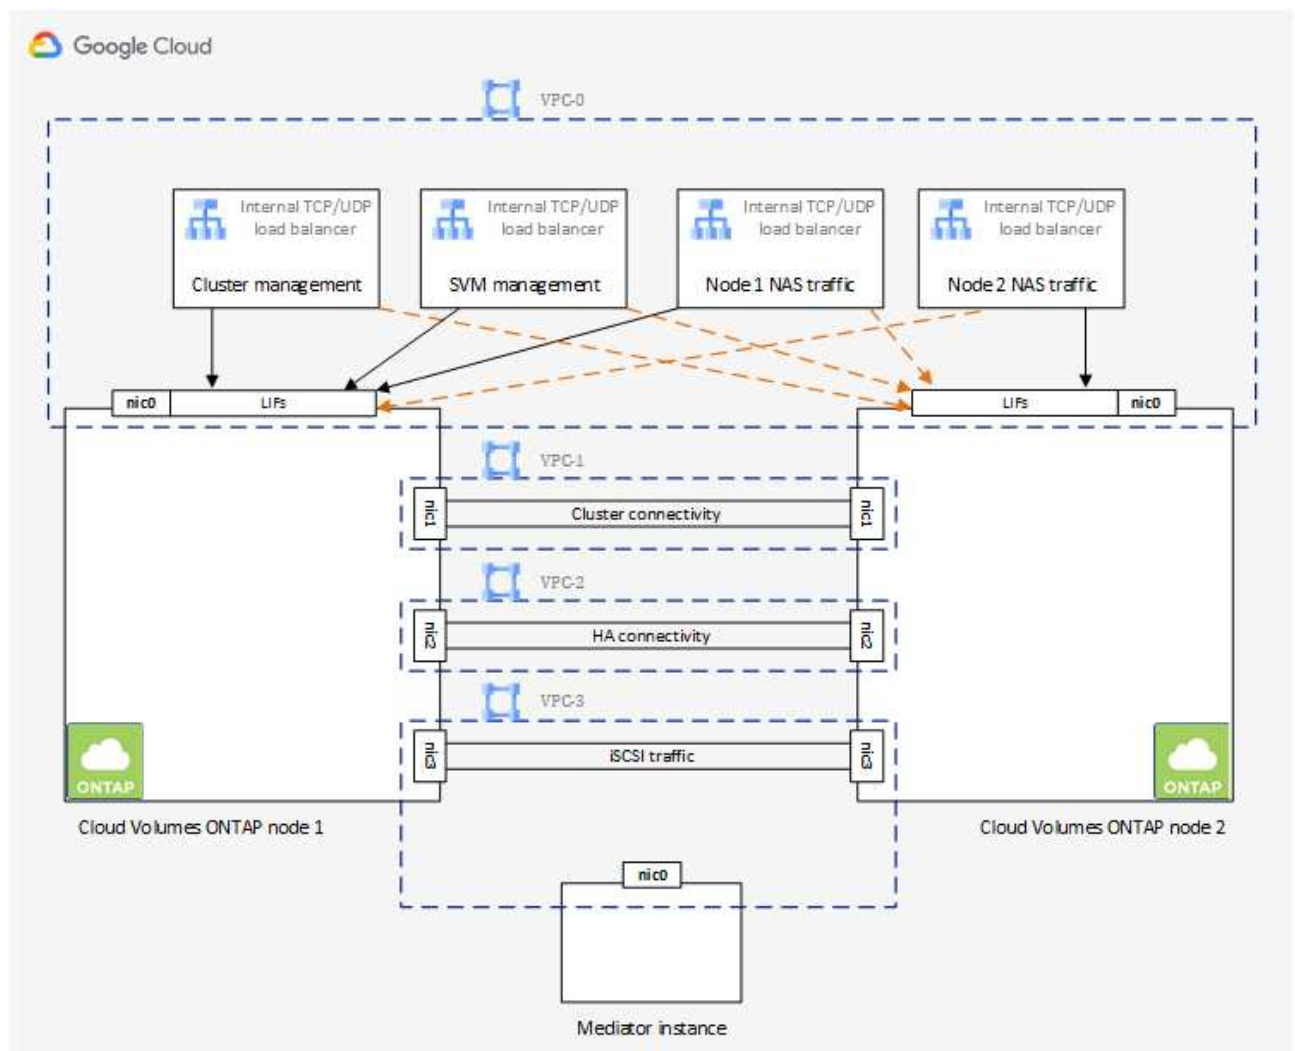 Google Cloud
VPC-0
Internal TCP/UDP
load balancer
Cluster management
Internal TCP/UDP
load balancer
SVM management
Internal TCP/UDP
load balancer
Node 1 NAS traffic
Internal TCP/UDP
load balancer
Node 2 NAS traffic
nic0
LIFs
LIFs
nic0
VPC-1
nic1
Cluster connectivity
nic1
VPC-2
nic2
HA connectivity
nic2
VPC-3
nic3
iSCSI traffic
nic3
ONTAP
ONTAP
Cloud Volumes ONTAP node 1
Cloud Volumes ONTAP node 2
nic0
Mediator instance